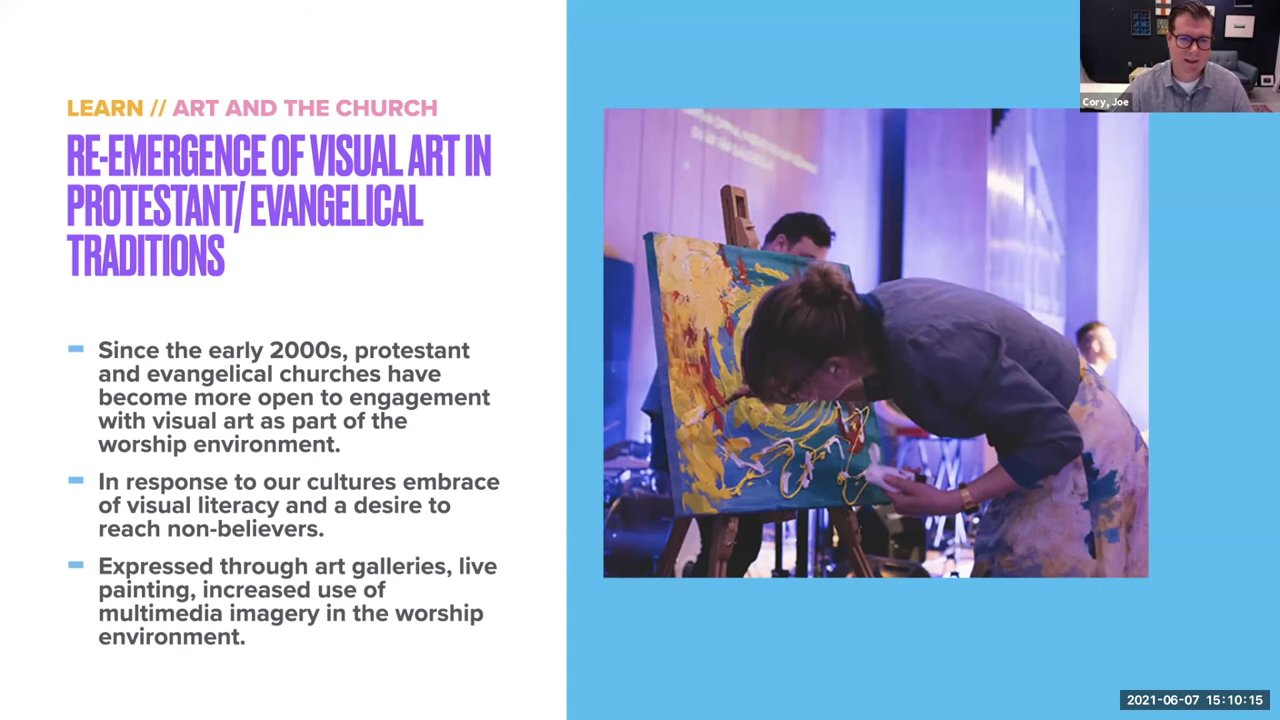 LEARN // ART AND THE CHURCH
RE-EMERGENCE OF VISUAL ART IN
PROTESTANT/ EVANGELICAL
TRADITIONS
Since the early 2000s, protestant
and evangelical churches have
become more open to engagement
with visual art as part of the
worship environment.
In response to our cultures embrace
of visual literacy and a desire to
reach non-believers.
Expressed through art galleries, live
painting, increased use of
multimedia imagery in the worship
environment.
Cory, Joe
2021-06-07 15:10:15